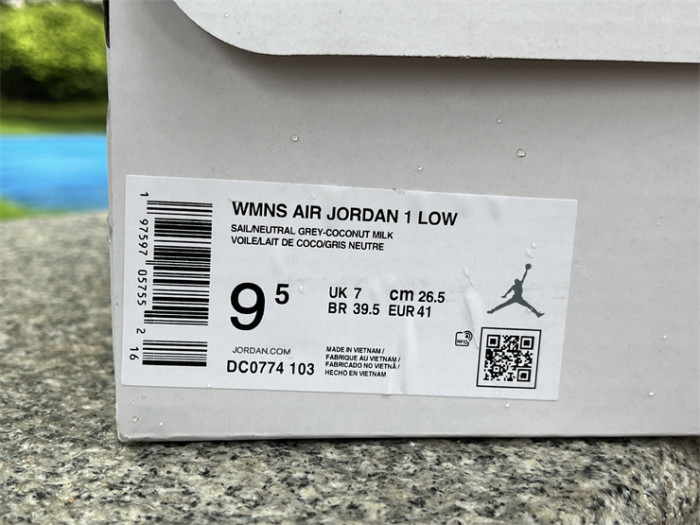 WMNS AIR JORDAN 1 LOW
SAIL/NEUTRAL GREY-COCONUT MILK
VOILE/LAIT DE COCO/GRIS NEUTRE
1 97597 05755 2 16
9 5
UK 7 cm 26.5
BR 39.5 EUR 41
JORDAN.COM
DC0774 103
MADE IN VIETNAM /
FABRIQUE AU VIETNAM /
FABRICADO NO VIETNÃ /
HECHO EN VIETNAM
RFID